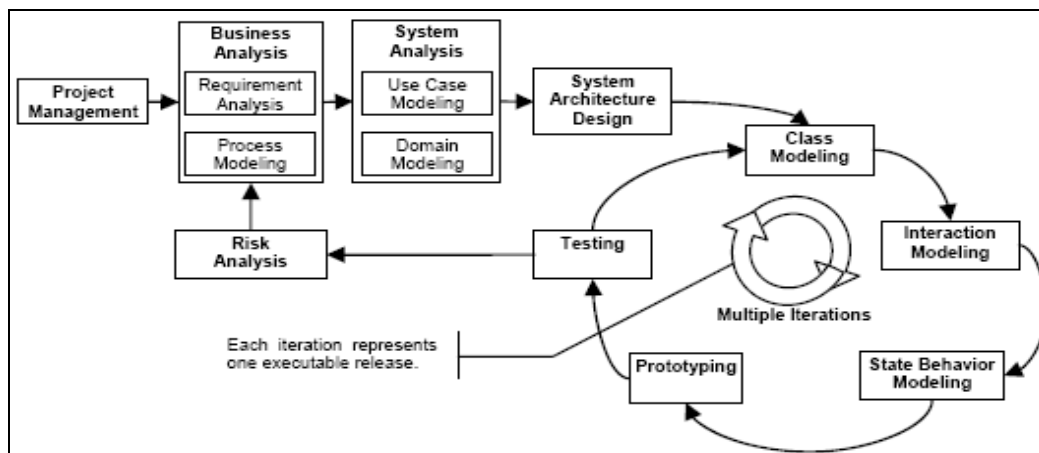 Business
Analysis
Requirement
Analysis
Process
Modeling
System
Analysis
Use Case
Modeling
Domain
Modeling
Project
Management
System
Architecture
Design
Class
Modeling
Interaction
Modeling
State Behavior
Modeling
Prototyping
Testing
Risk
Analysis
Multiple Iterations
Each iteration represents
one executable release.